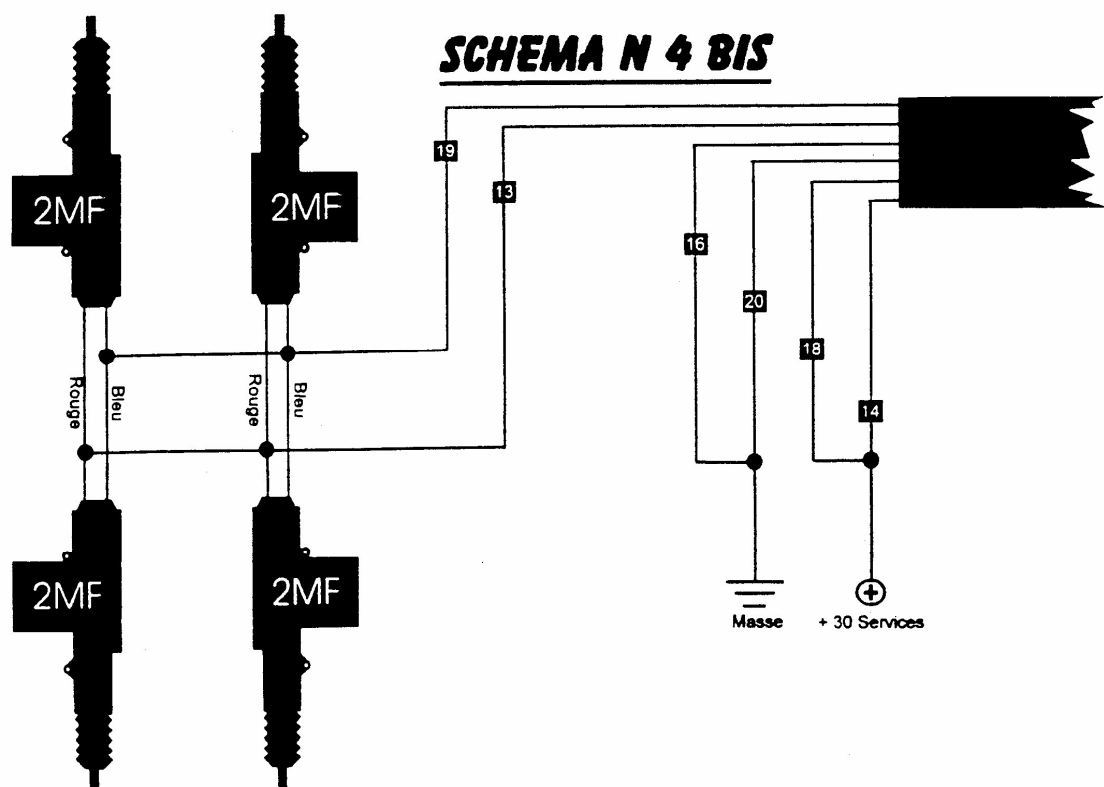 SCHEMA N 4 BIS
19
13
2MF
2MF
16
20
18
14
Rouge
Bleu
Rouge
Bleu
2MF
2MF
Masse
+ 30 Services